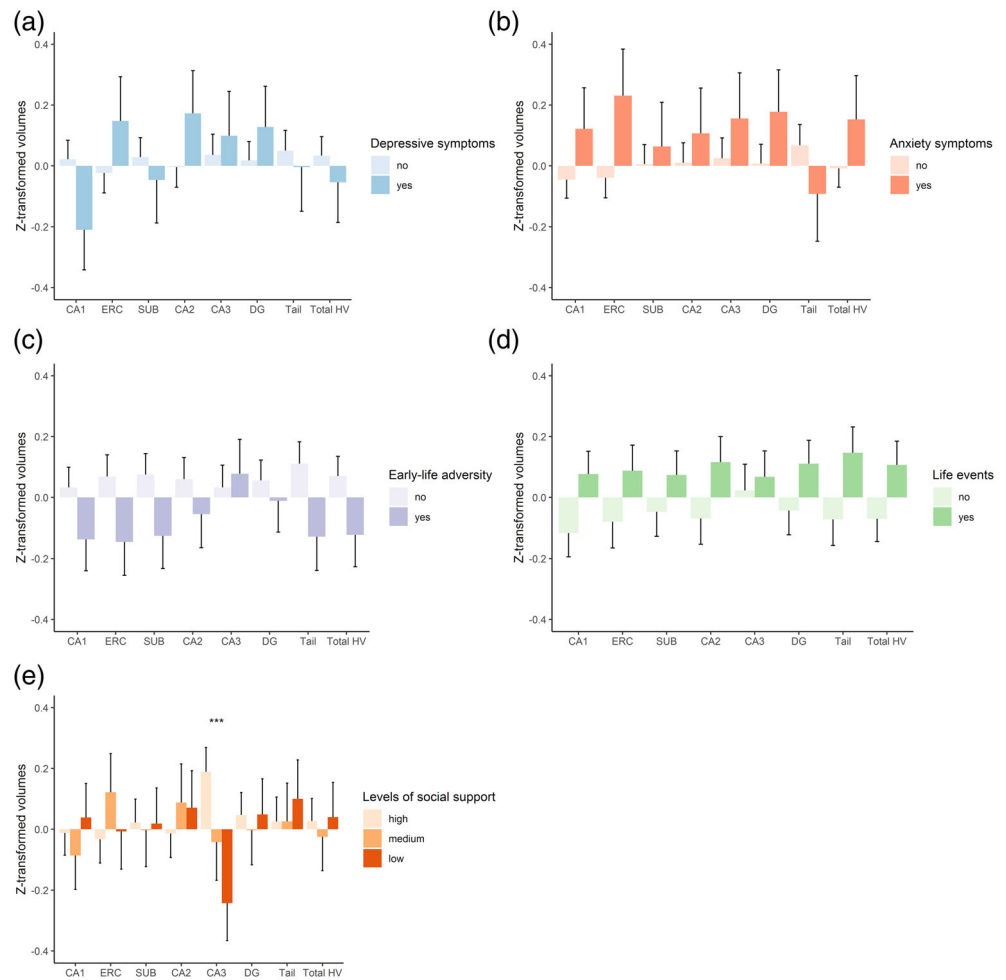 (a)
Z-transformed volumes
0.4
0.2
0.0
-0.2
-0.4
CA1 ERC SUB CA2 CA3 DG Tail Total HV
Depressive symptoms
no
yes
(b)
Z-transformed volumes
0.4
0.2
0.0
-0.2
-0.4
CA1 ERC SUB CA2 CA3 DG Tail Total HV
Anxiety symptoms
no
yes
(c)
Z-transformed volumes
0.4
0.2
0.0
-0.2
-0.4
CA1 ERC SUB CA2 CA3 DG Tail Total HV
Early-life adversity
no
yes
(d)
Z-transformed volumes
0.4
0.2
0.0
-0.2
-0.4
CA1 ERC SUB CA2 CA3 DG Tail Total HV
Life events
no
yes
(e)
Z-transformed volumes
0.4
0.2
0.0
-0.2
-0.4
***
CA1 ERC SUB CA2 CA3 DG Tail Total HV
Levels of social support
high
medium
low